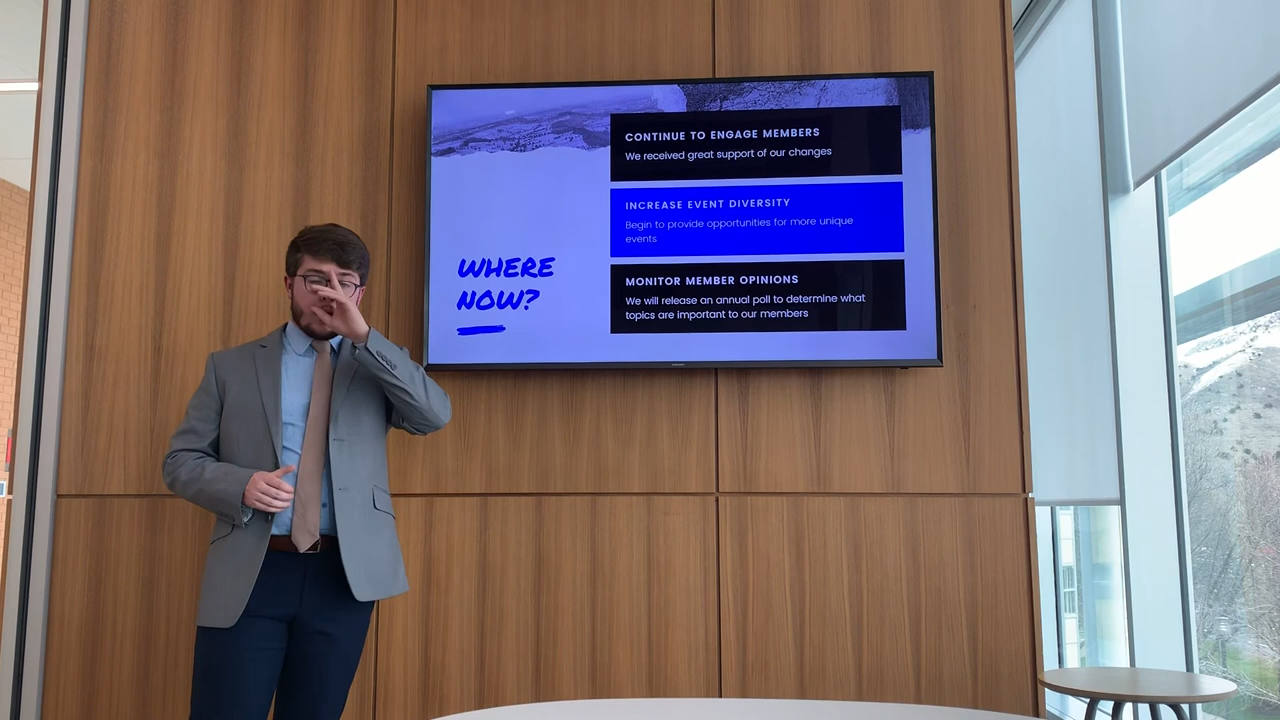 CONTINUE TO ENGAGE MEMBERS
We received great support of our changes
INCREASE EVENT DIVERSITY
Begin to provide opportunities for more unique
events
WHERE
NOW?
MONITOR MEMBER OPINIONS
We will release an annual poll to determine what
topics are important to our members